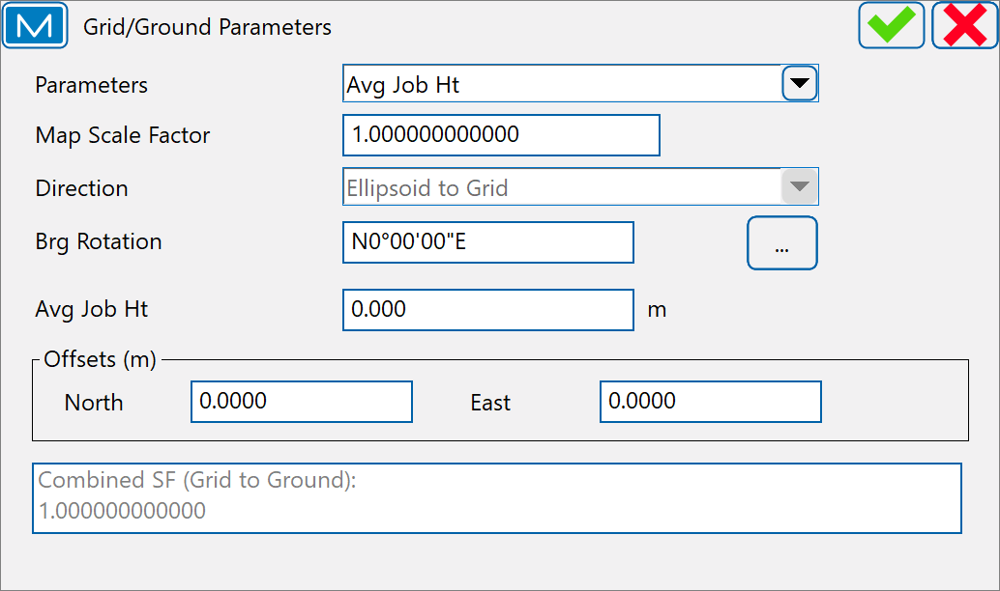 Grid/Ground Parameters
Parameters Avg Job Ht
Map Scale Factor 1.000000000000
Direction Ellipsoid to Grid
Brg Rotation N0°00'00"E ...
Avg Job Ht 0.000 m
Offsets (m)
North 0.0000 East 0.0000
Combined SF (Grid to Ground):
1.000000000000